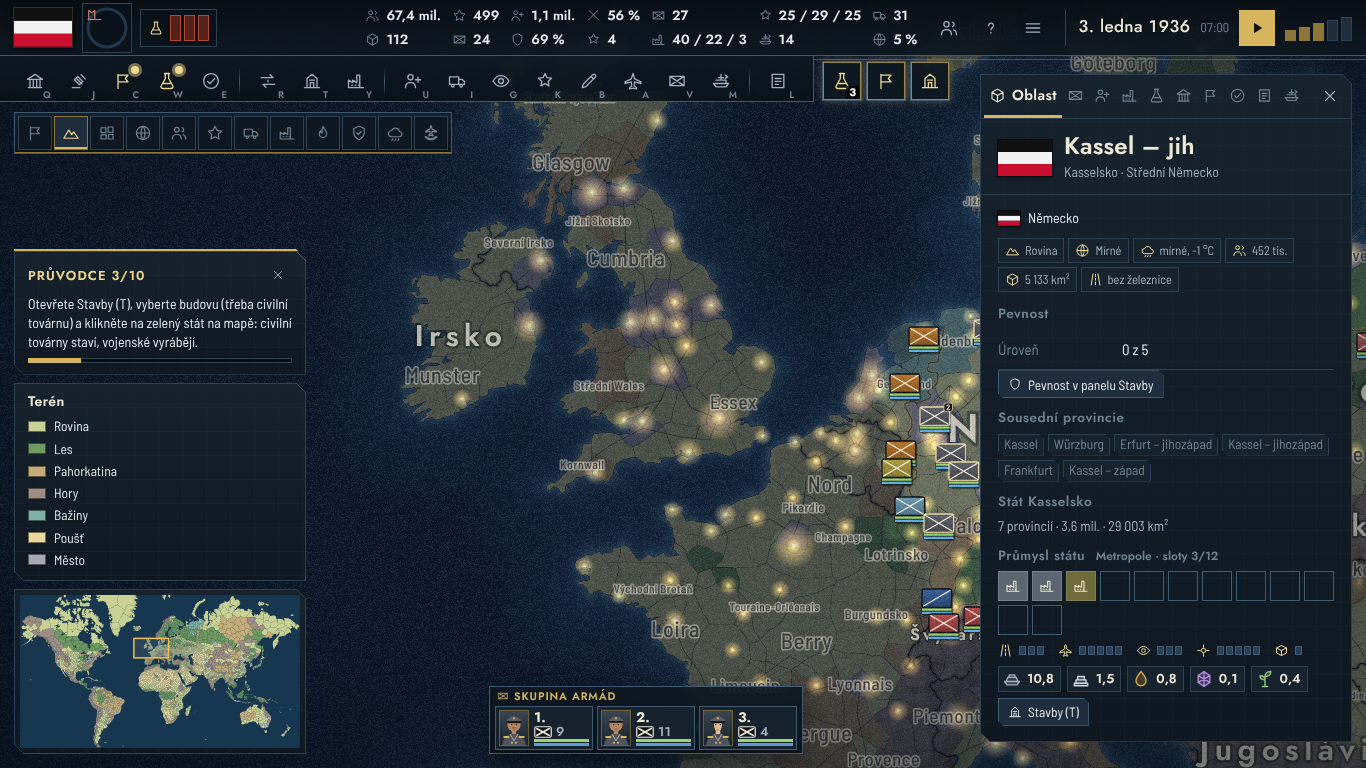 67,4 mil. 499 1,1 mil. 56 % 27 25 / 29 / 25 31
112 24 69 % 4 40 / 22 / 3 14 5 %
? 3. ledna 1936 07:00
Q J C W E R T Y U I G K B A V M L
3
Göteborg
Oblast
Kassel – jih
Kasselsko · Střední Německo
Německo
Rovina Mírné mírné, -1 °C 452 tis.
5 133 km² bez železnice
Pevnost
Úroveň 0 z 5
Pevnost v panelu Stavby
Sousední provincie
Kassel Würzburg Erfurt – jihozápad Kassel – jihozápad
Frankfurt Kassel – západ
Stát Kasselsko
7 provincií · 3,6 mil. · 29 003 km²
Průmysl státu Metropole · sloty 3/12
10,8 1,5 0,8 0,1 0,4
Stavby (T)
PRŮVODCE 3/10
Otevřete Stavby (T), vyberte budovu (třeba civilní
továrnu) a klikněte na zelený stát na mapě: civilní
továrny staví, vojenské vyrábějí.
Terén
Rovina
Les
Pahorkatina
Hory
Bažiny
Poušť
Město
Glasgow
Jižní Skotsko
Severní Irsko
Cumbria
Irsko
Munster
Střední Wales
Essex
Kornwall
Nord
Pikardie
Champagne
Lotrinsko
Východní Bretaň
Touraine-Orléanais
Burgundsko
Loira
Berry
Limousin
Lyonnais
Provence
2
SKUPINA ARMÁD
1. 9
2. 11
3. 4